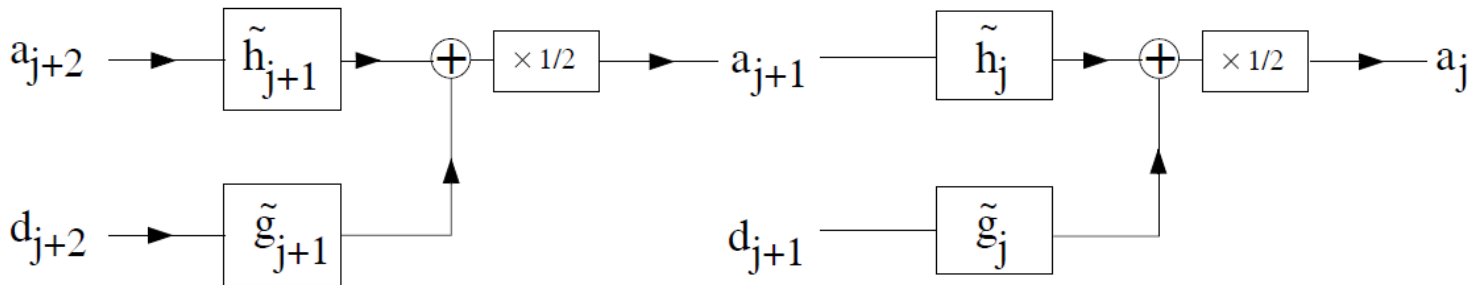 a_{j+2} h̃_{j+1} + × 1/2 a_{j+1} h̃_j + × 1/2 a_j
d_{j+2} g̃_{j+1} d_{j+1} g̃_j